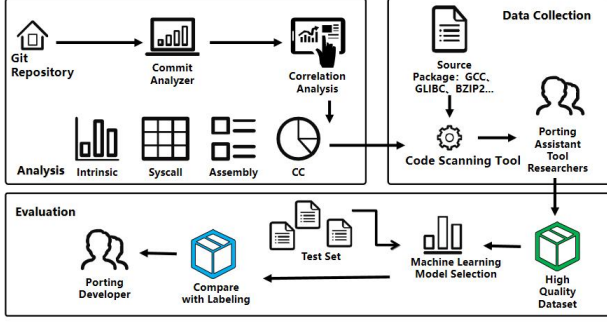 Git
Repository
Commit
Analyzer
Correlation
Analysis
Analysis
Intrinsic
Syscall
Assembly
CC
Data Collection
Source
Package：GCC、
GLIBC、BZIP2...
Code Scanning Tool
Porting
Assistant
Tool
Researchers
Evaluation
Porting
Developer
Compare
with Labeling
Test Set
Machine Learning
Model Selection
High
Quality
Dataset